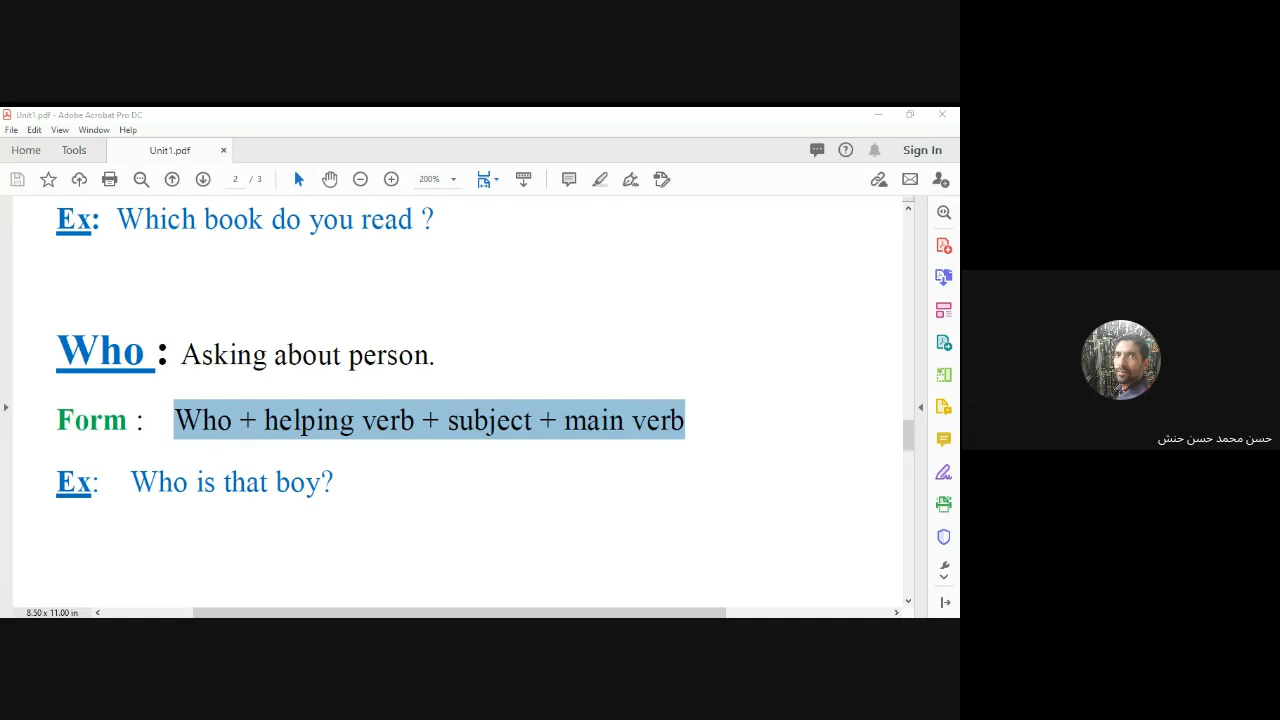 Unit1.pdf - Adobe Acrobat Pro DC
File Edit View Window Help
Home Tools Unit1.pdf × Sign In
2 / 3 200%
Ex: Which book do you read ?
Who : Asking about person.
Form : Who + helping verb + subject + main verb
Ex: Who is that boy?
8.50 x 11.00 in
حسن محمد حسن حنش